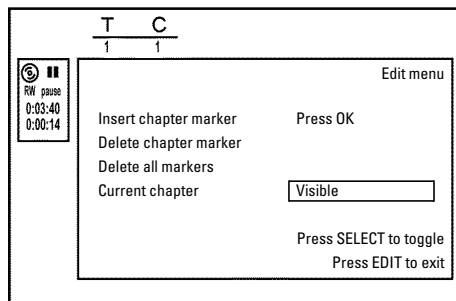 T C
1 1
RW pause
0:03:40
0:00:14
Edit menu
Insert chapter marker Press OK
Delete chapter marker
Delete all markers
Current chapter Visible
Press SELECT to toggle
Press EDIT to exit